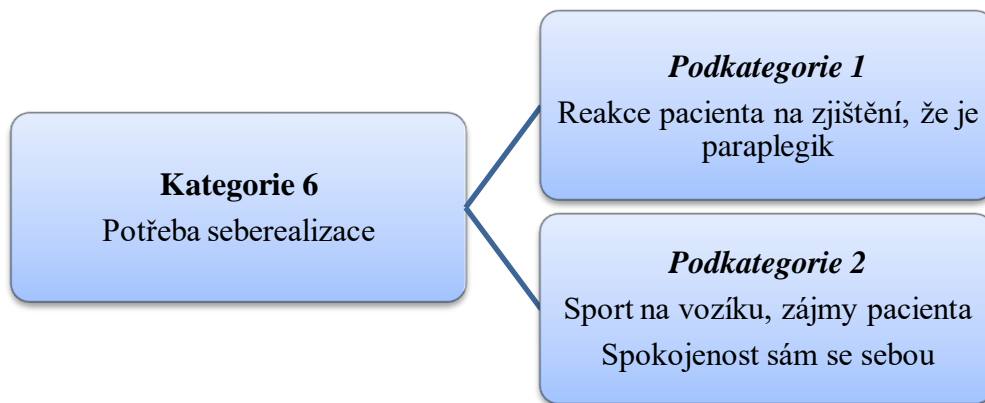 Kategorie 6
Potřeba seberealizace
Podkategorie 1
Reakce pacienta na zjištění, že je
paraplegik
Podkategorie 2
Sport na vozíku, zájmy pacienta
Spokojenost sám se sebou